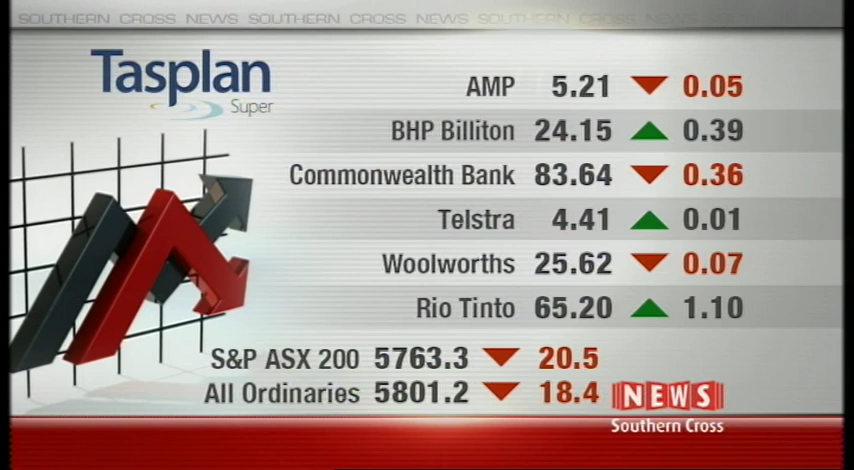 SOUTHERN CROSS NEWS SOUTHERN CROSS NEWS SOUTHERN CROSS NEWS
Tasplan
Super
AMP 5.21 ▼ 0.05
BHP Billiton 24.15 ▲ 0.39
Commonwealth Bank 83.64 ▼ 0.36
Telstra 4.41 ▲ 0.01
Woolworths 25.62 ▼ 0.07
Rio Tinto 65.20 ▲ 1.10
S&P ASX 200 5763.3 ▼ 20.5
All Ordinaries 5801.2 ▼ 18.4
NEWS
Southern Cross